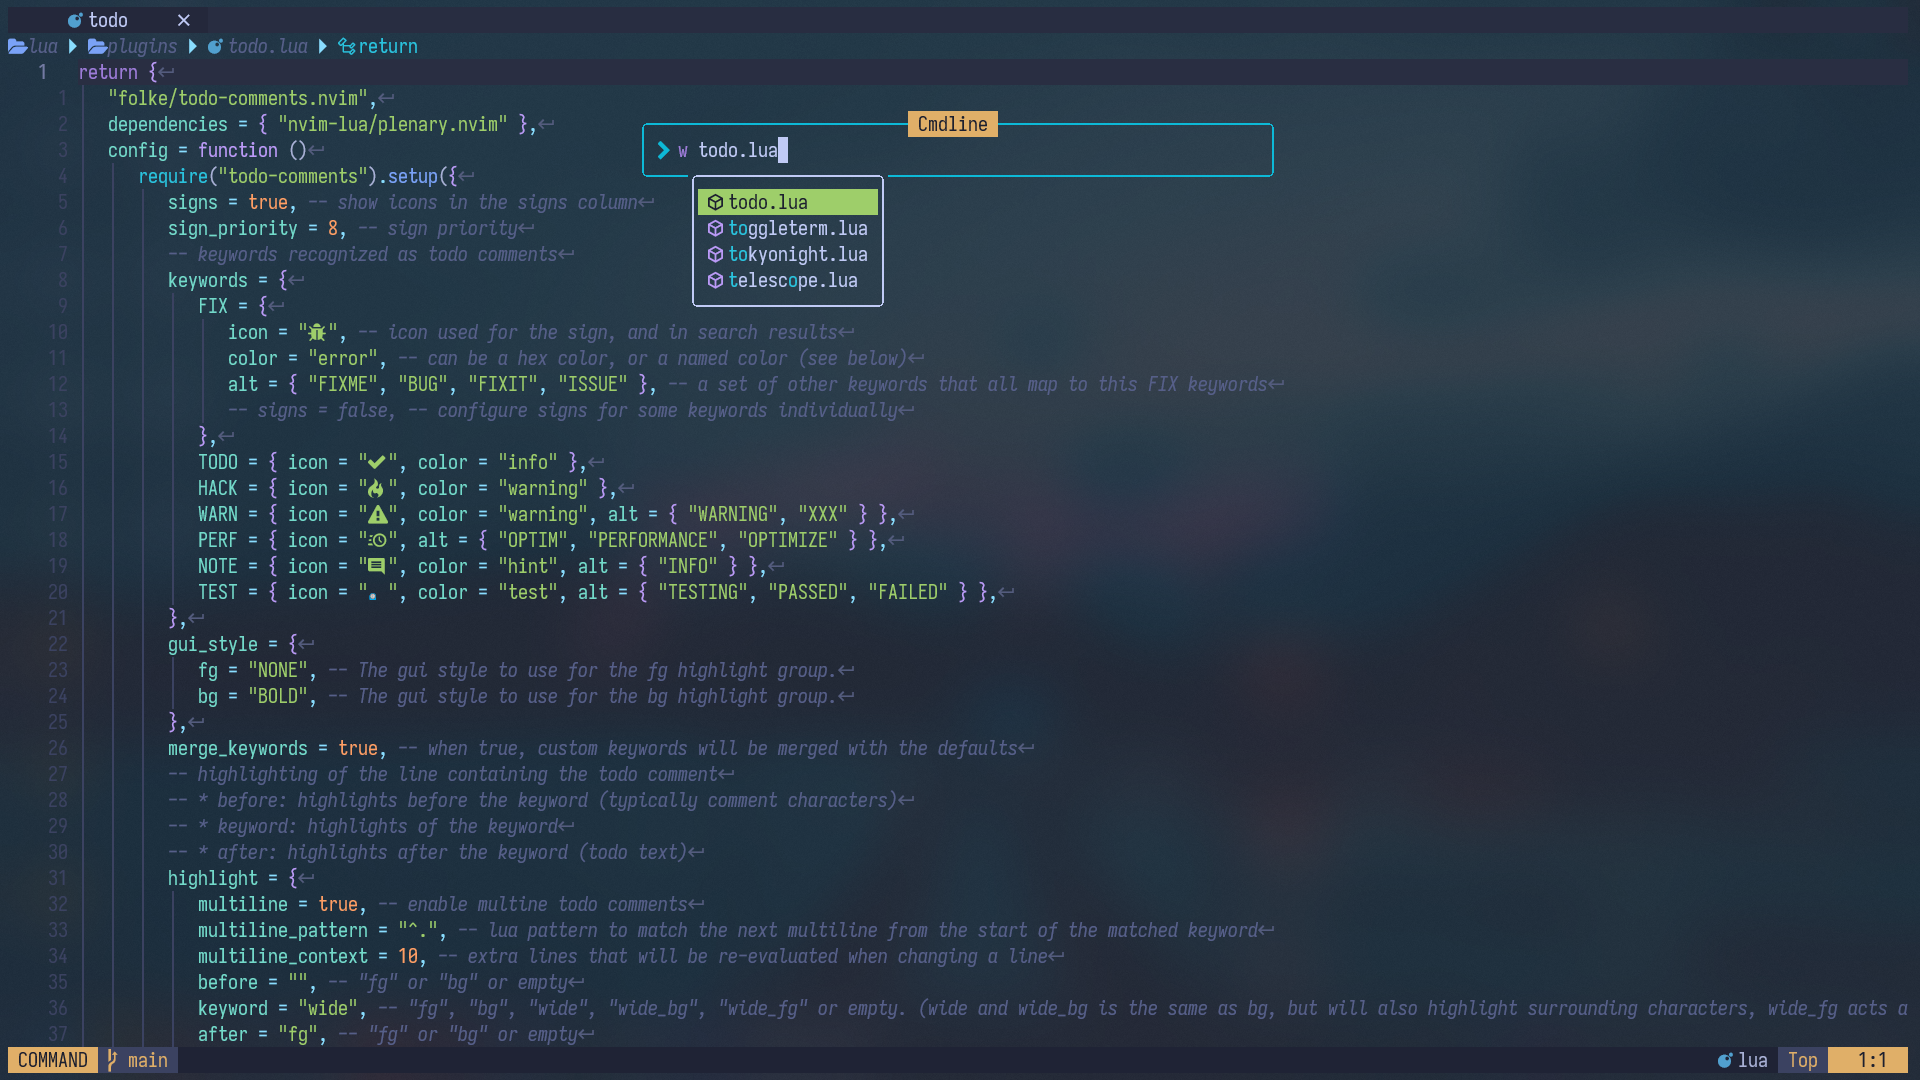 todo ✕
lua plugins todo.lua return
1 return {
1 "folke/todo-comments.nvim",
2 dependencies = { "nvim-lua/plenary.nvim" },
3 config = function ()
4 require("todo-comments").setup({
5 signs = true, -- show icons in the signs column
6 sign_priority = 8, -- sign priority
7 -- keywords recognized as todo comments
8 keywords = {
9 FIX = {
10 icon = " ", -- icon used for the sign, and in search results
11 color = "error", -- can be a hex color, or a named color (see below)
12 alt = { "FIXME", "BUG", "FIXIT", "ISSUE" }, -- a set of other keywords that all map to this FIX keywords
13 -- signs = false, -- configure signs for some keywords individually
14 },
15 TODO = { icon = " ", color = "info" },
16 HACK = { icon = " ", color = "warning" },
17 WARN = { icon = " ", color = "warning", alt = { "WARNING", "XXX" } },
18 PERF = { icon = " ", alt = { "OPTIM", "PERFORMANCE", "OPTIMIZE" } },
19 NOTE = { icon = " ", color = "hint", alt = { "INFO" } },
20 TEST = { icon = " ", color = "test", alt = { "TESTING", "PASSED", "FAILED" } },
21 },
22 gui_style = {
23 fg = "NONE", -- The gui style to use for the fg highlight group.
24 bg = "BOLD", -- The gui style to use for the bg highlight group.
25 },
26 merge_keywords = true, -- when true, custom keywords will be merged with the defaults
27 -- highlighting of the line containing the todo comment
28 -- * before: highlights before the keyword (typically comment characters)
29 -- * keyword: highlights of the keyword
30 -- * after: highlights after the keyword (todo text)
31 highlight = {
32 multiline = true, -- enable multine todo comments
33 multiline_pattern = "^.", -- lua pattern to match the next multiline from the start of the matched keyword
34 multiline_context = 10, -- extra lines that will be re-evaluated when changing a line
35 before = "", -- "fg" or "bg" or empty
36 keyword = "wide", -- "fg", "bg", "wide", "wide_bg", "wide_fg" or empty. (wide and wide_bg is the same as bg, but will also highlight surrounding characters, wide_fg acts a
37 after = "fg", -- "fg" or "bg" or empty
Cmdline
w todo.lua
todo.lua
toggleterm.lua
tokyonight.lua
telescope.lua
COMMAND main lua Top 1:1